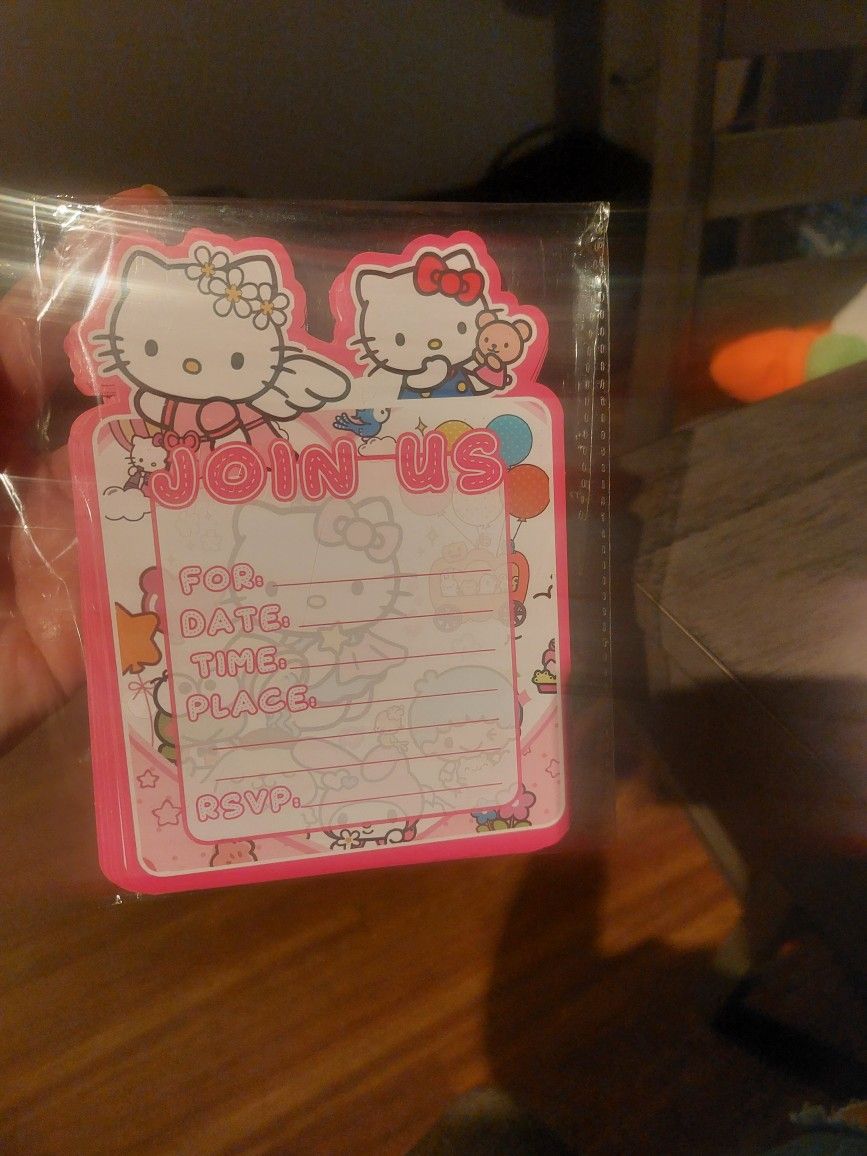 JOIN US
FOR:
DATE:
TIME:
PLACE:
RSVP: